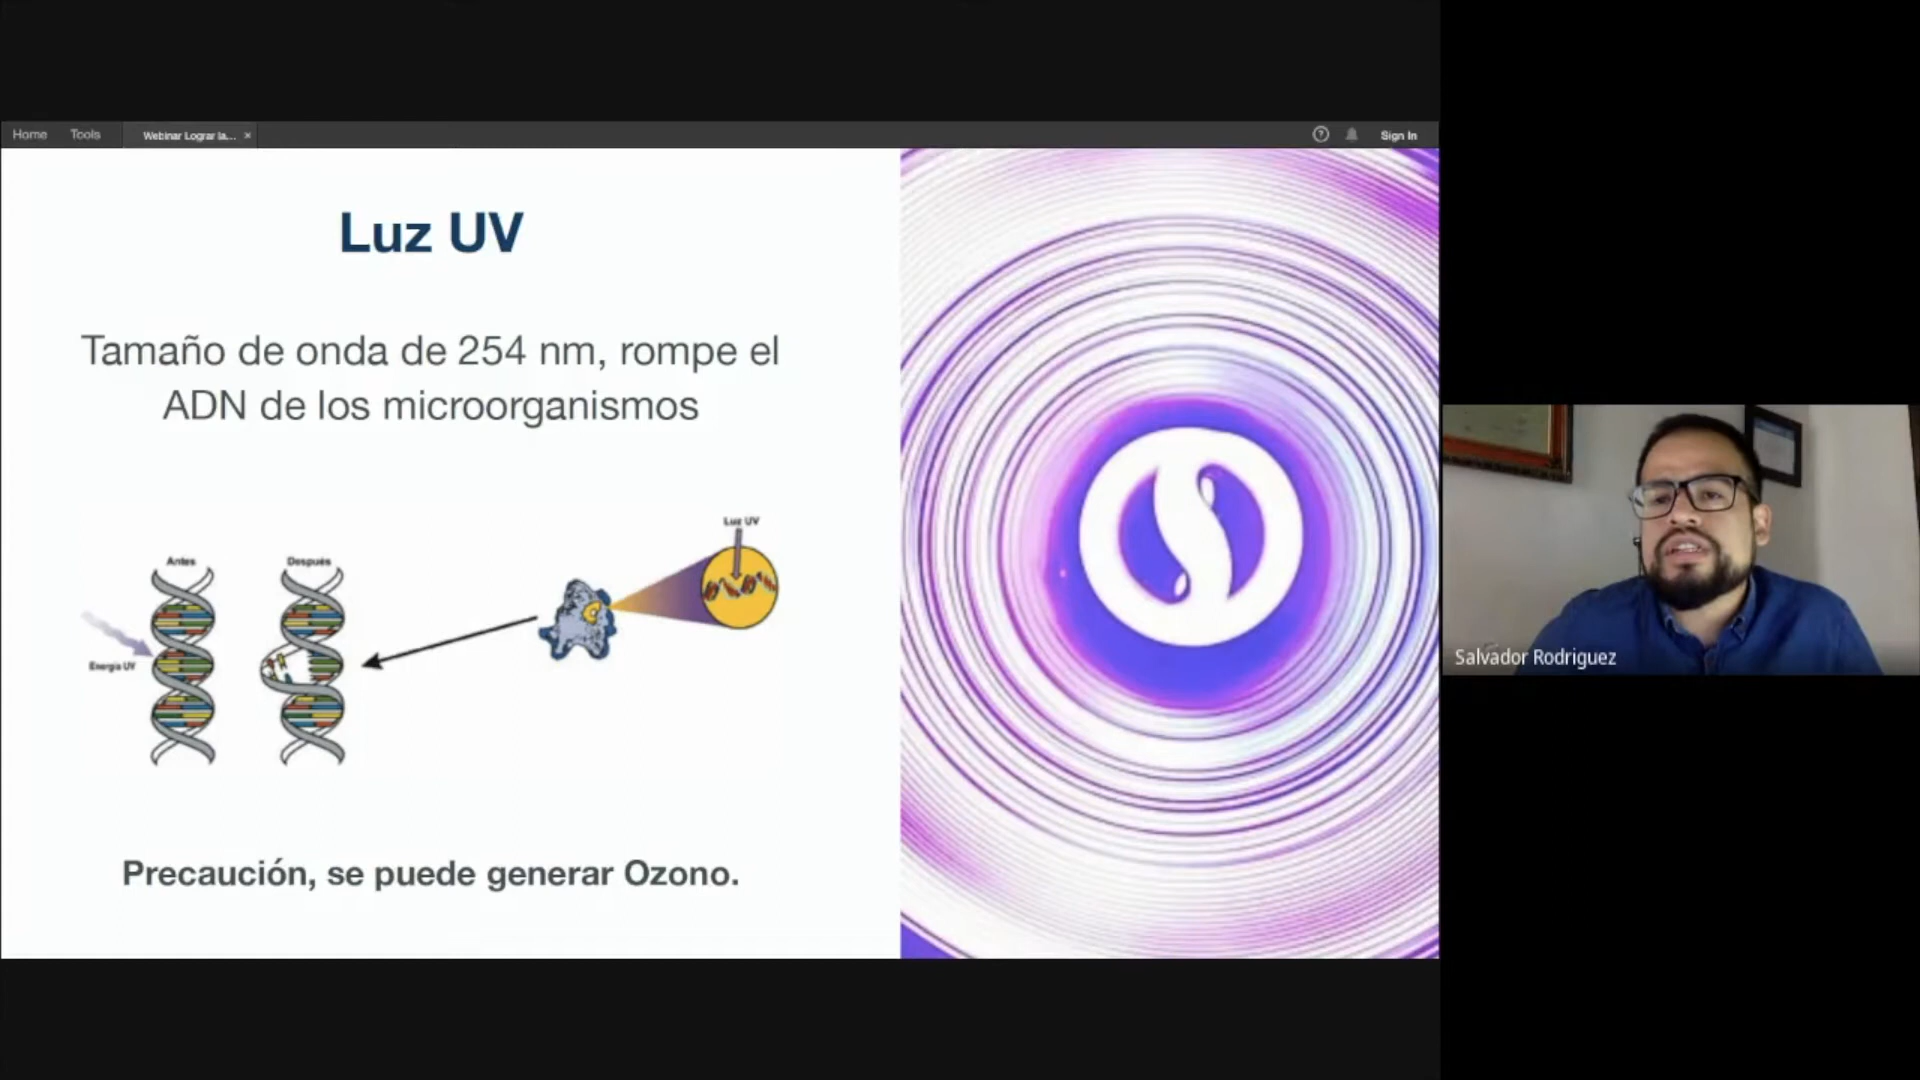 Home Tools Webinar Lograr la... ×
? Sign In
Luz UV
Tamaño de onda de 254 nm, rompe el
ADN de los microorganismos
Luz UV
Antes
Después
Energía UV
Precaución, se puede generar Ozono.
Salvador Rodriguez